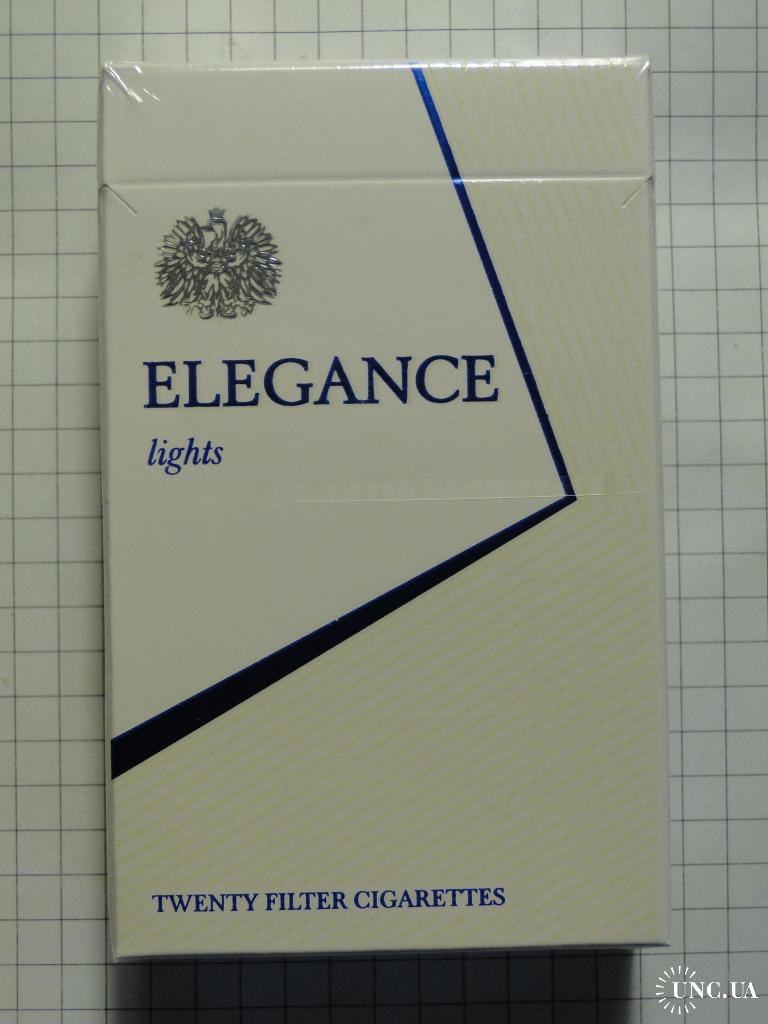 ELEGANCE
lights
TWENTY FILTER CIGARETTES
UNC.UA